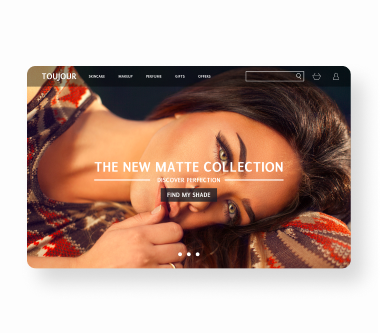 TOUJOUR SKINCARE MAKEUP PERFUME GIFTS OFFERS
THE NEW MATTE COLLECTION
DISCOVER PERFECTION
FIND MY SHADE